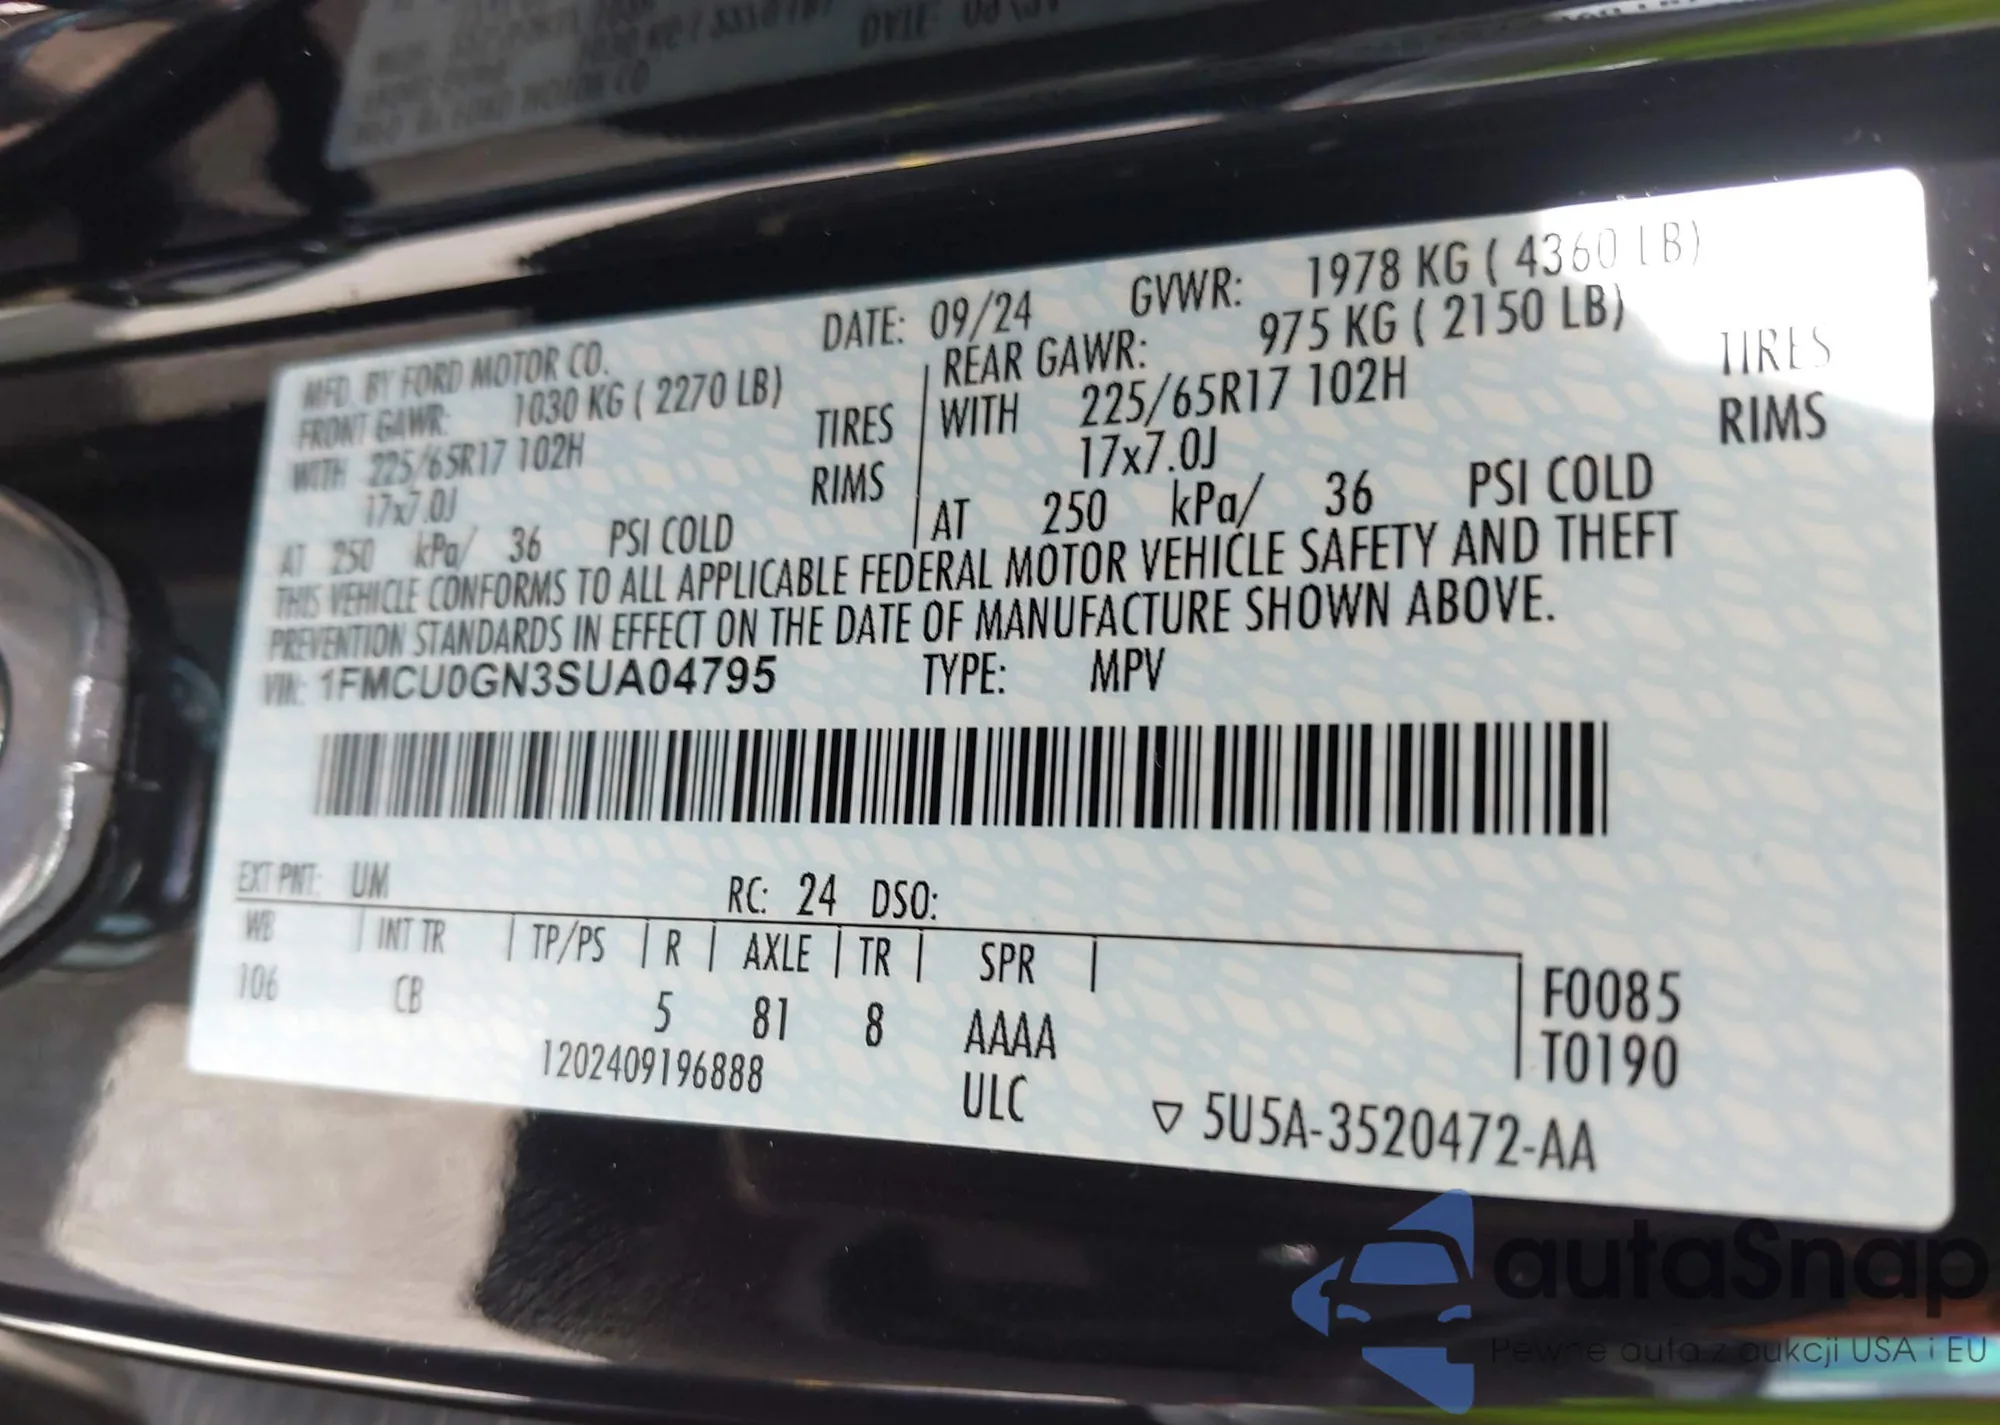 MFD. BY FORD MOTOR CO. DATE: 09/24 GVWR: 1978 KG ( 4360 LB)
FRONT GAWR: 1030 KG ( 2270 LB) REAR GAWR: 975 KG ( 2150 LB)
WITH 225/65R17 102H TIRES WITH 225/65R17 102H TIRES
17x7.0J RIMS 17x7.0J RIMS
AT 250 kPa/ 36 PSI COLD AT 250 kPa/ 36 PSI COLD
THIS VEHICLE CONFORMS TO ALL APPLICABLE FEDERAL MOTOR VEHICLE SAFETY AND THEFT
PREVENTION STANDARDS IN EFFECT ON THE DATE OF MANUFACTURE SHOWN ABOVE.
VIN: 1FMCU0GN3SUA04795 TYPE: MPV
EXT PNT: UM RC: 24 DSO:
WB | INT TR | TP/PS | R | AXLE | TR | SPR |
106 CB 5 81 8 AAAA
F0085
T0190
1202409196888 ULC
▽ 5U5A-3520472-AA
autaSnap
Pewne auta z aukcji USA i EU